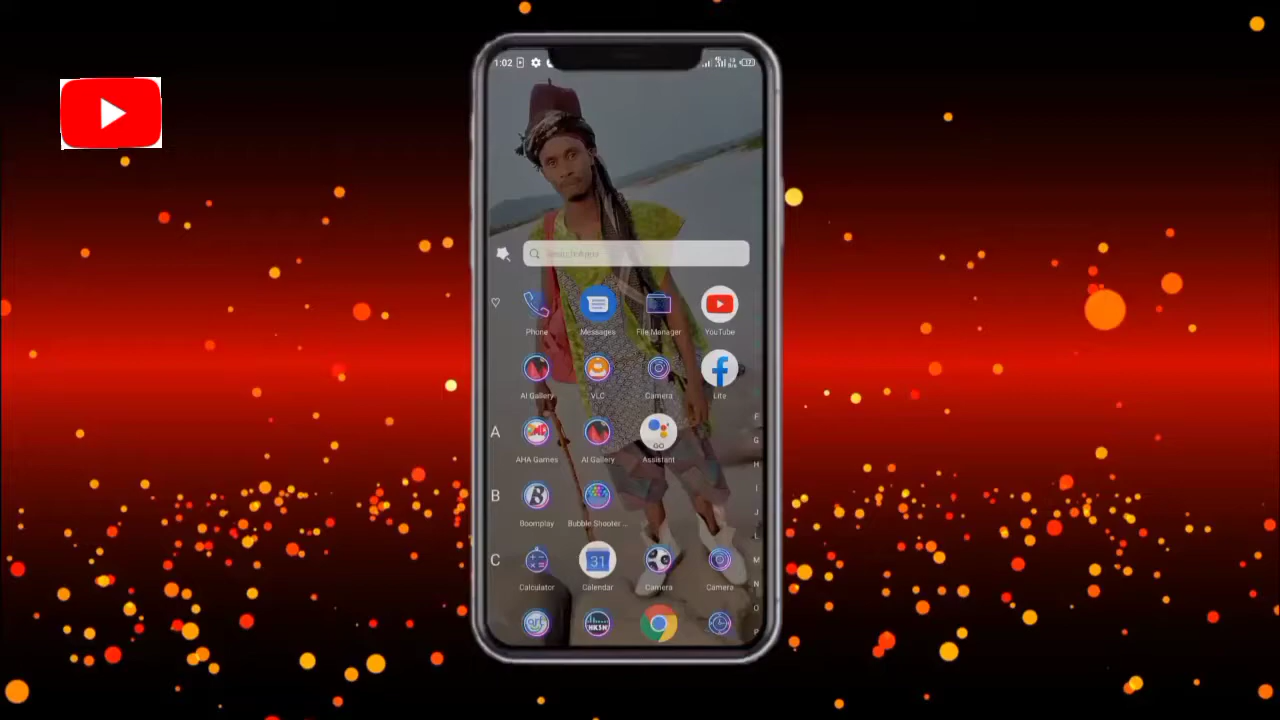 1:02
Phone
Messages
File Manager
YouTube
AI Gallery
VLC
Camera
Lite
A
AHA Games
AI Gallery
GO
Assistant
B
B
Boomplay
Bubble Shooter ..
C
31
Calculator
Calendar
Camera
Camera
F
G
H
I
J
L
M
N
O
P